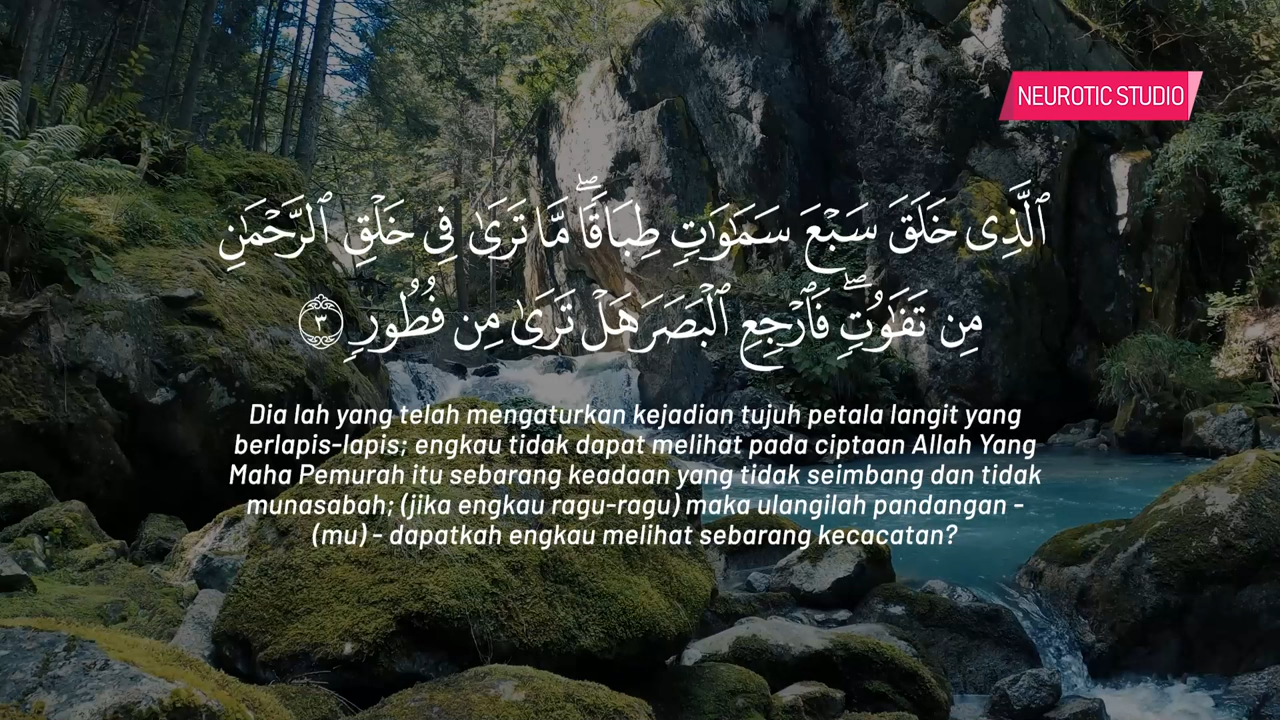 NEUROTIC STUDIO
ٱلَّذِى خَلَقَ سَبْعَ سَمَٰوَٰتٍ طِبَاقًا ۖ مَّا تَرَىٰ فِى خَلْقِ ٱلرَّحْمَٰنِ
مِن تَفَٰوُتٍ ۖ فَٱرْجِعِ ٱلْبَصَرَ هَلْ تَرَىٰ مِن فُطُورٍ ٣
Dia lah yang telah mengaturkan kejadian tujuh petala langit yang
berlapis-lapis; engkau tidak dapat melihat pada ciptaan Allah Yang
Maha Pemurah itu sebarang keadaan yang tidak seimbang dan tidak
munasabah; (jika engkau ragu-ragu) maka ulangilah pandangan -
(mu) - dapatkah engkau melihat sebarang kecacatan?